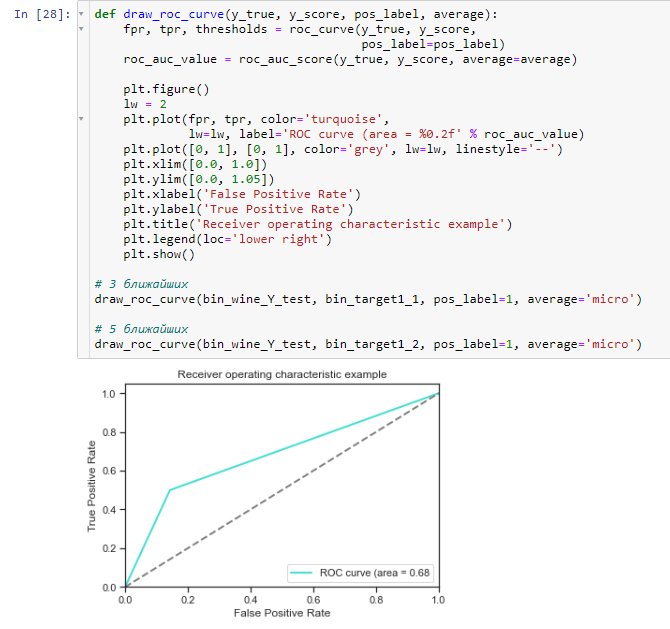 In [28]:
def draw_roc_curve(y_true, y_score, pos_label, average):
    fpr, tpr, thresholds = roc_curve(y_true, y_score,
                                     pos_label=pos_label)
    roc_auc_value = roc_auc_score(y_true, y_score, average=average)

    plt.figure()
    lw = 2
    plt.plot(fpr, tpr, color='turquoise',
             lw=lw, label='ROC curve (area = %0.2f' % roc_auc_value)
    plt.plot([0, 1], [0, 1], color='grey', lw=lw, linestyle='--')
    plt.xlim([0.0, 1.0])
    plt.ylim([0.0, 1.05])
    plt.xlabel('False Positive Rate')
    plt.ylabel('True Positive Rate')
    plt.title('Receiver operating characteristic example')
    plt.legend(loc='lower right')
    plt.show()

# 3 ближайших
draw_roc_curve(bin_wine_Y_test, bin_target1_1, pos_label=1, average='micro')

# 5 ближайших
draw_roc_curve(bin_wine_Y_test, bin_target1_2, pos_label=1, average='micro')
Receiver operating characteristic example
True Positive Rate
1.0
0.8
0.6
0.4
0.2
0.0
ROC curve (area = 0.68
0.0 0.2 0.4 0.6 0.8 1.0
False Positive Rate